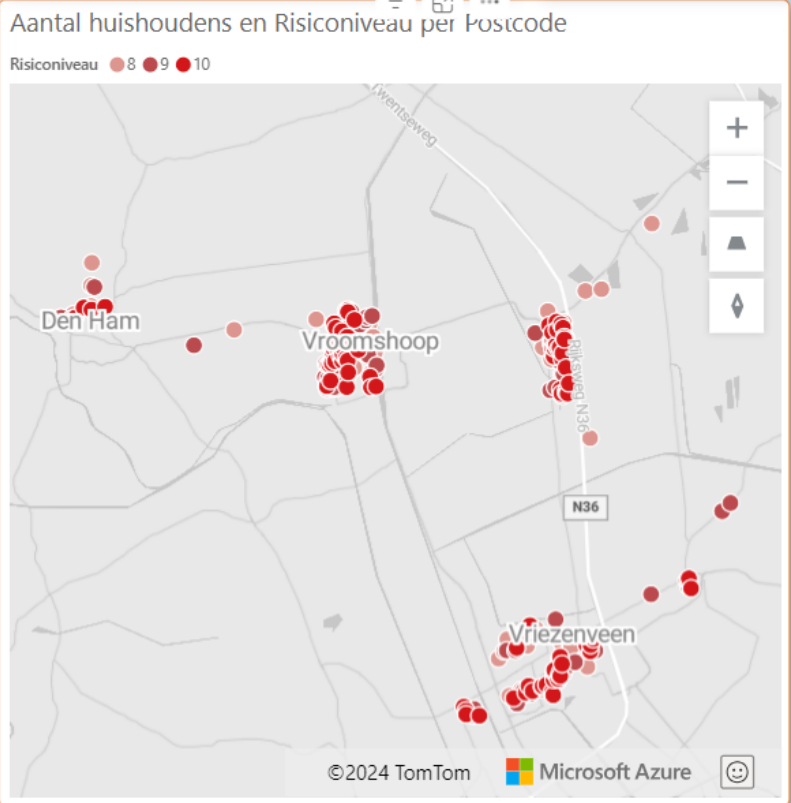 Aantal huishoudens en Risiconiveau per Postcode
Risiconiveau 8 9 10
Twentseweg
Den Ham
Vroomshoop
Rijksweg N36
N36
Vriezenveen
©2024 TomTom Microsoft Azure